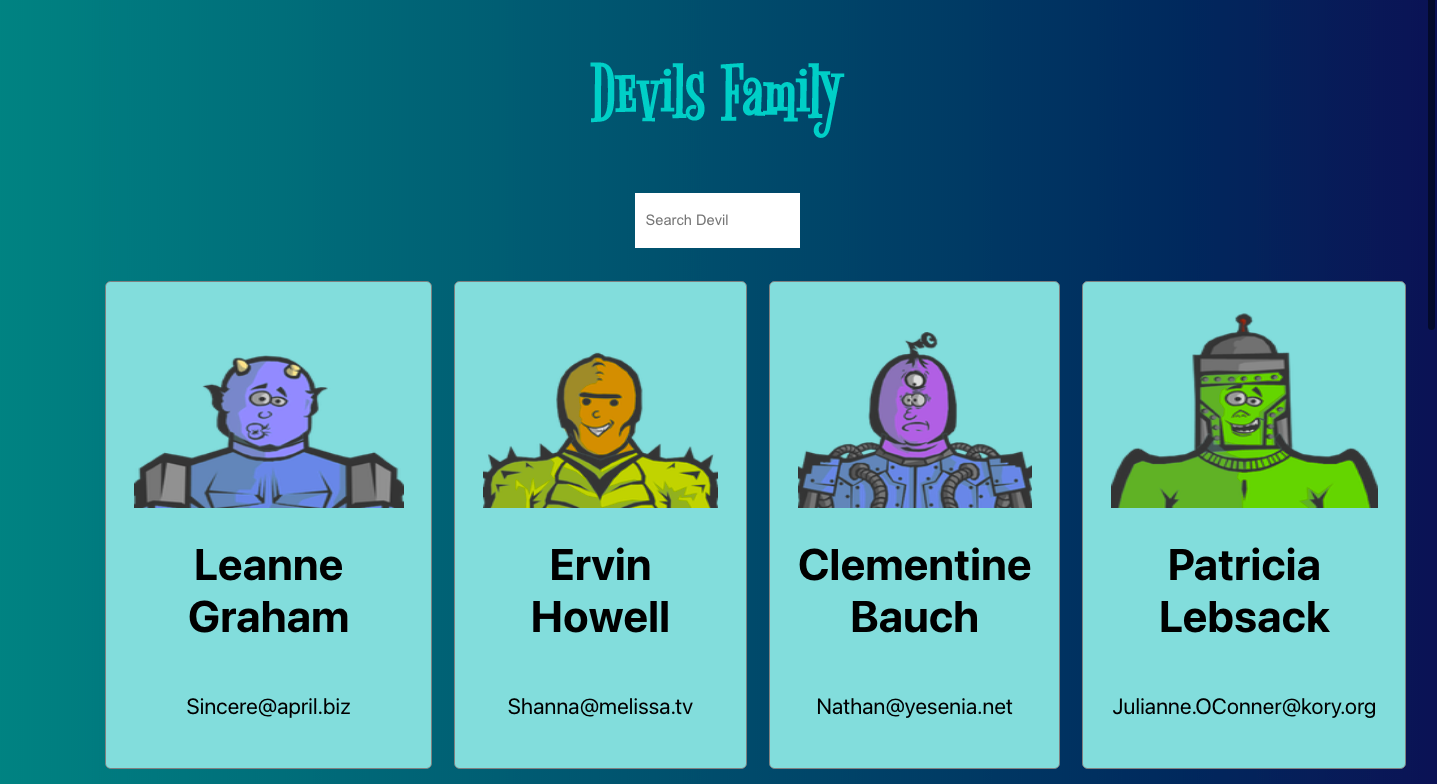 Devils Family
Search Devil
Leanne
Graham
Sincere@april.biz
Ervin
Howell
Shanna@melissa.tv
Clementine
Bauch
Nathan@yesenia.net
Patricia
Lebsack
Julianne.OConner@kory.org